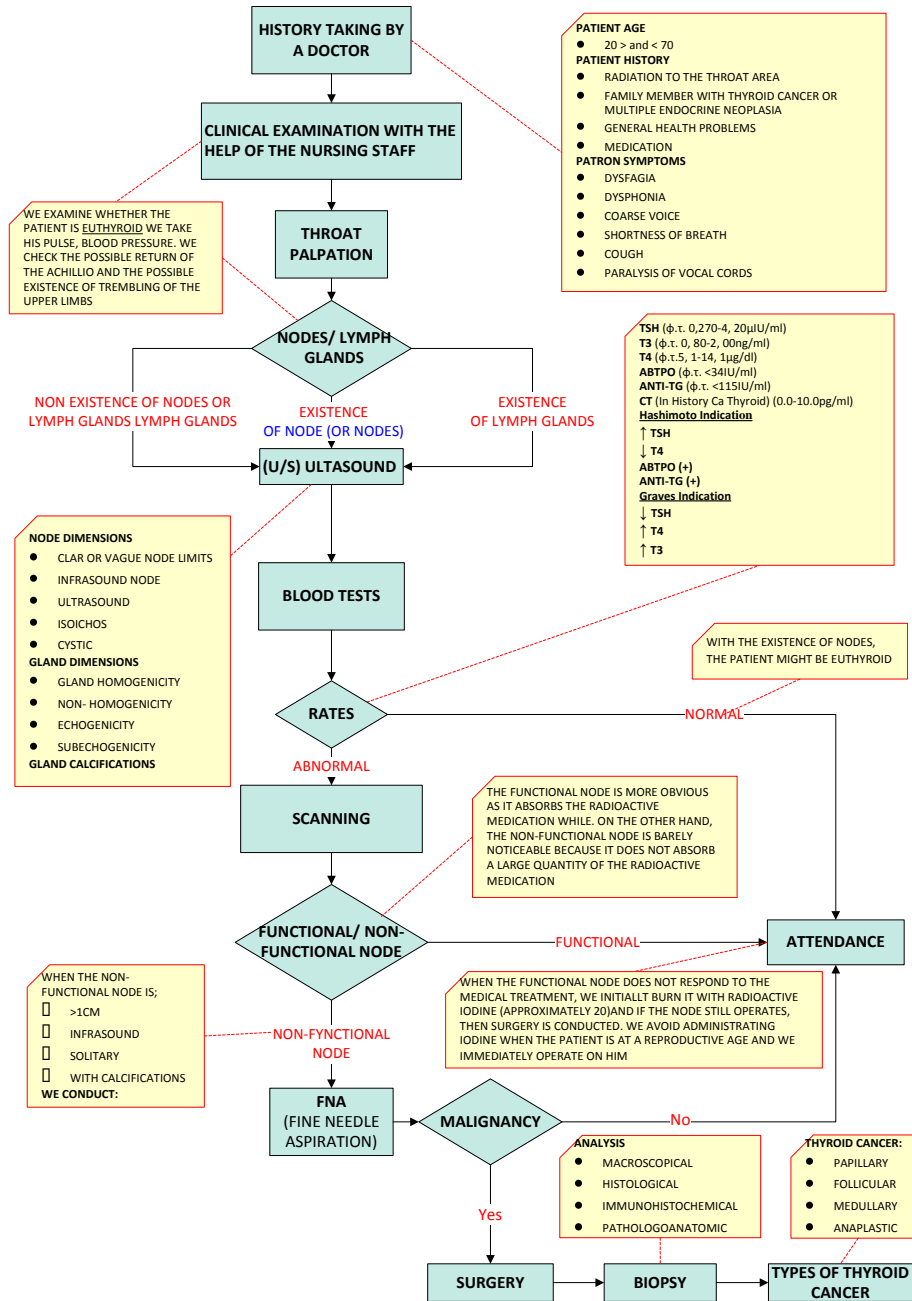 HISTORY TAKING BY
A DOCTOR
PATIENT AGE
● 20 > and < 70
PATIENT HISTORY
● RADIATION TO THE THROAT AREA
● FAMILY MEMBER WITH THYROID CANCER OR
MULTIPLE ENDOCRINE NEOPLASIA
● GENERAL HEALTH PROBLEMS
● MEDICATION
PATRON SYMPTOMS
● DYSFAGIA
● DYSPHONIA
● COARSE VOICE
● SHORTNESS OF BREATH
● COUGH
● PARALYSIS OF VOCAL CORDS
CLINICAL EXAMINATION WITH THE
HELP OF THE NURSING STAFF
WE EXAMINE WHETHER THE
PATIENT IS EUTHYROID WE TAKE
HIS PULSE, BLOOD PRESSURE. WE
CHECK THE POSSIBLE RETURN OF
THE ACHILLIO AND THE POSSIBLE
EXISTENCE OF TREMBLING OF THE
UPPER LIMBS
THROAT
PALPATION
NODES/ LYMPH
GLANDS
NON EXISTENCE OF NODES OR
LYMPH GLANDS LYMPH GLANDS
EXISTENCE
OF NODE (OR NODES)
EXISTENCE
OF LYMPH GLANDS
TSH (φ.τ. 0,270-4, 20μIU/ml)
T3 (φ.τ. 0, 80-2, 00ng/ml)
T4 (φ.τ.5, 1-14, 1μg/dl)
ABTPO (φ.τ. <34IU/ml)
ANTI-TG (φ.τ. <115IU/ml)
CT (In History Ca Thyroid) (0.0-10.0pg/ml)
Hashimoto Indication
↑ TSH
↓ T4
ABTPO (+)
ANTI-TG (+)
Graves Indication
↓ TSH
↑ T4
↑ T3
(U/S) ULTASOUND
NODE DIMENSIONS
● CLAR OR VAGUE NODE LIMITS
● INFRASOUND NODE
● ULTRASOUND
● ISOICHOS
● CYSTIC
GLAND DIMENSIONS
● GLAND HOMOGENICITY
● NON- HOMOGENICITY
● ECHOGENICITY
● SUBECHOGENICITY
GLAND CALCIFICATIONS
BLOOD TESTS
WITH THE EXISTENCE OF NODES,
THE PATIENT MIGHT BE EUTHYROID
RATES
NORMAL
ABNORMAL
SCANNING
THE FUNCTIONAL NODE IS MORE OBVIOUS
AS IT ABSORBS THE RADIOACTIVE
MEDICATION WHILE. ON THE OTHER HAND,
THE NON-FUNCTIONAL NODE IS BARELY
NOTICEABLE BECAUSE IT DOES NOT ABSORB
A LARGE QUANTITY OF THE RADIOACTIVE
MEDICATION
FUNCTIONAL/ NON-
FUNCTIONAL NODE
FUNCTIONAL
ATTENDANCE
WHEN THE NON-
FUNCTIONAL NODE IS;
▯ >1CM
▯ INFRASOUND
▯ SOLITARY
▯ WITH CALCIFICATIONS
WE CONDUCT:
NON-FYNCTIONAL
NODE
WHEN THE FUNCTIONAL NODE DOES NOT RESPOND TO THE
MEDICAL TREATMENT, WE INITIALLT BURN IT WITH RADIOACTIVE
IODINE (APPROXIMATELY 20)AND IF THE NODE STILL OPERATES,
THEN SURGERY IS CONDUCTED. WE AVOID ADMINISTRATING
IODINE WHEN THE PATIENT IS AT A REPRODUCTIVE AGE AND WE
IMMEDIATELY OPERATE ON HIM
FNA
(FINE NEEDLE
ASPIRATION)
MALIGNANCY
No
Yes
ANALYSIS
● MACROSCOPICAL
● HISTOLOGICAL
● IMMUNOHISTOCHEMICAL
● PATHOLOGOANATOMIC
THYROID CANCER:
● PAPILLARY
● FOLLICULAR
● MEDULLARY
● ANAPLASTIC
SURGERY
BIOPSY
TYPES OF THYROID
CANCER